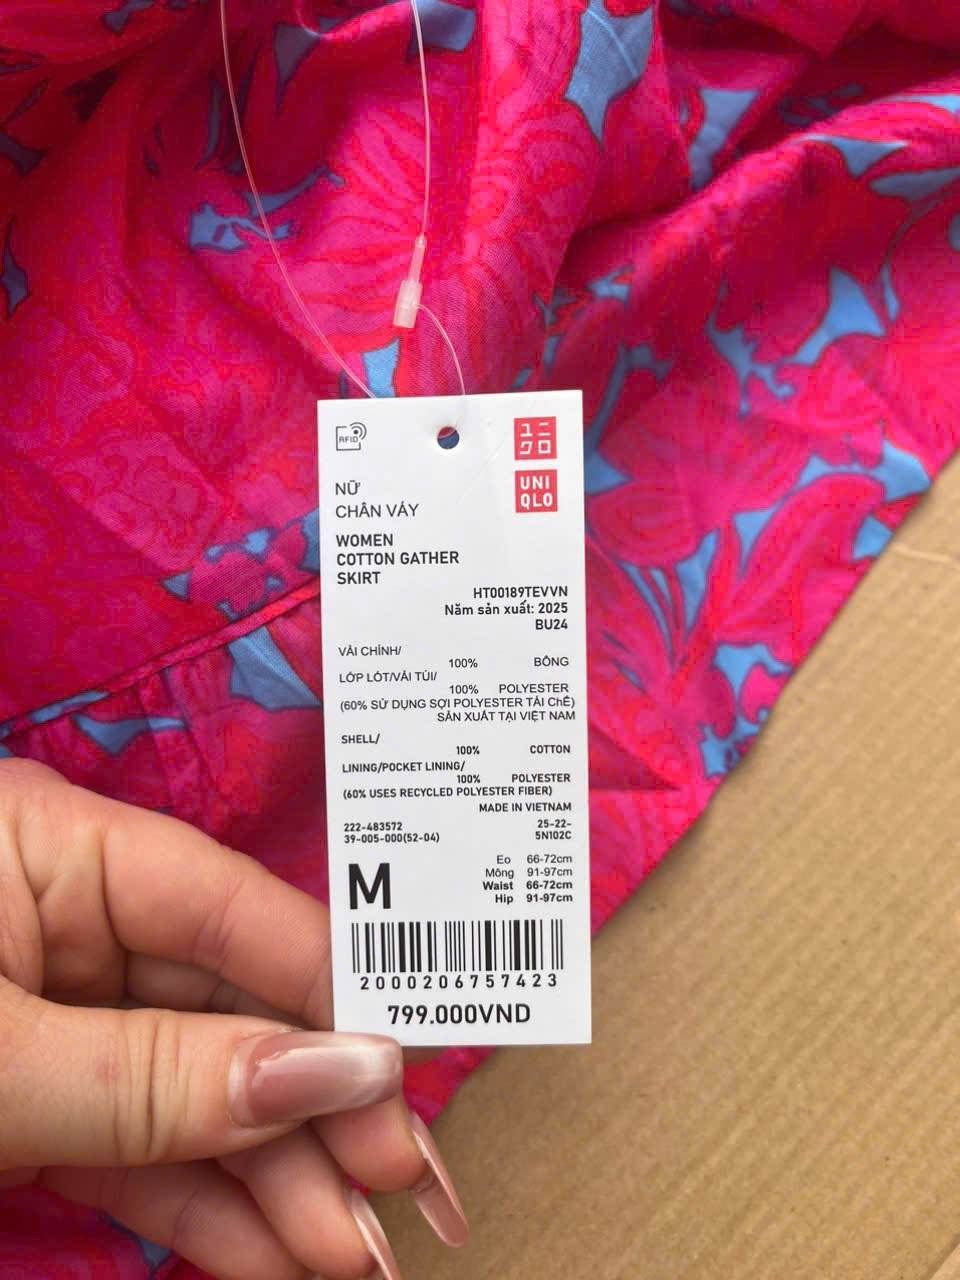 RFID
ユニ
クロ
UNI
QLO
NỮ
CHÂN VÁY
WOMEN
COTTON GATHER
SKIRT
HT00189TEVVN
Năm sản xuất: 2025
BU24
VẢI CHÍNH/
100% BÔNG
LỚP LÓT/VẢI TÚI/
100% POLYESTER
(60% SỬ DỤNG SỢI POLYESTER TÁI ChẾ)
SẢN XUẤT TẠI VIỆT NAM
SHELL/
100% COTTON
LINING/POCKET LINING/
100% POLYESTER
(60% USES RECYCLED POLYESTER FIBER)
MADE IN VIETNAM
222-483572 25-22-
39-005-000(52-04) 5N102C
M
Eo 66-72cm
Mông 91-97cm
Waist 66-72cm
Hip 91-97cm
2000206757423
799.000VND